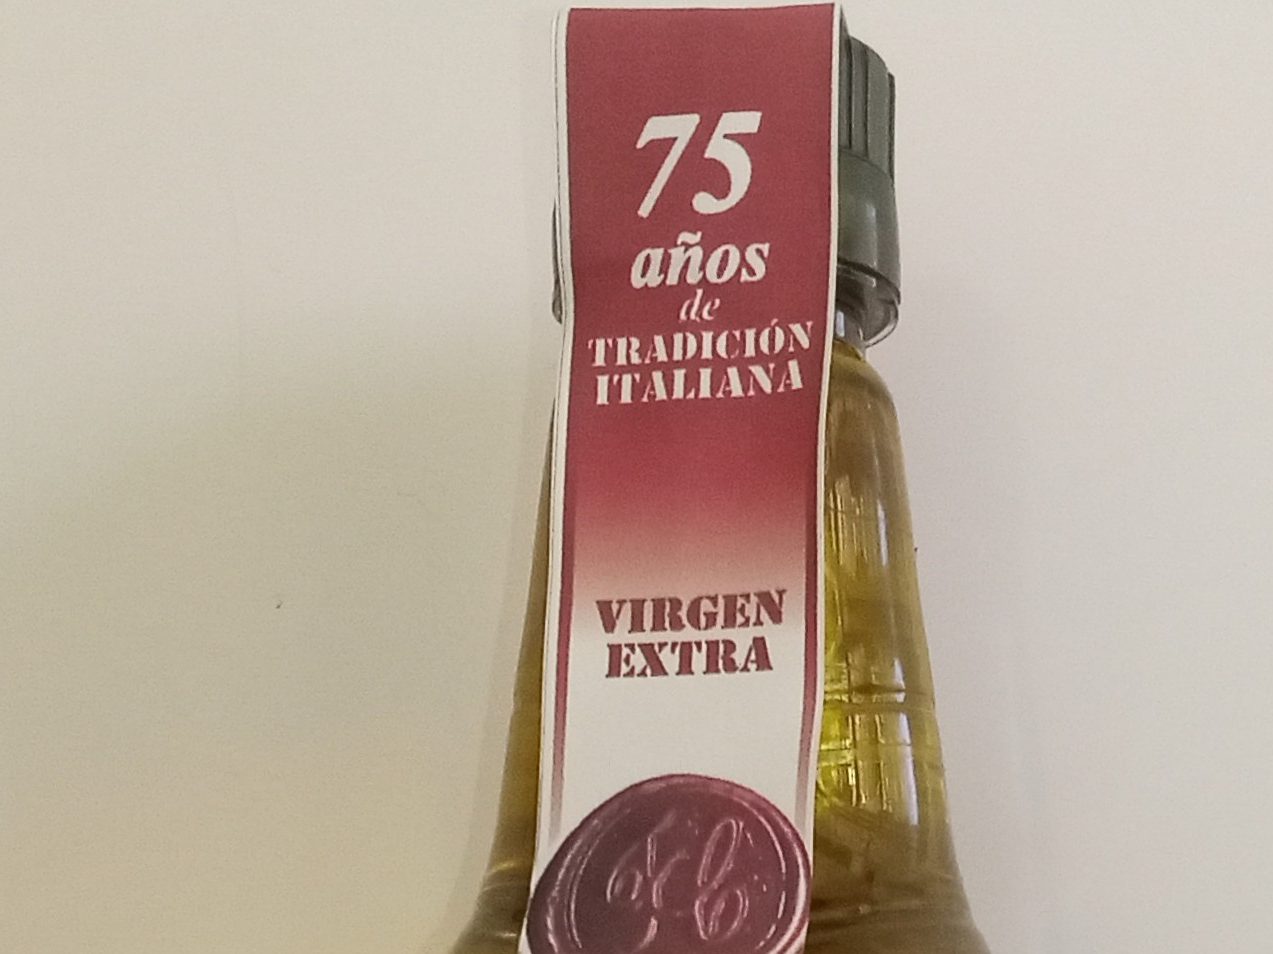 75
años
de
TRADICIÓN
ITALIANA
VIRGEN
EXTRA